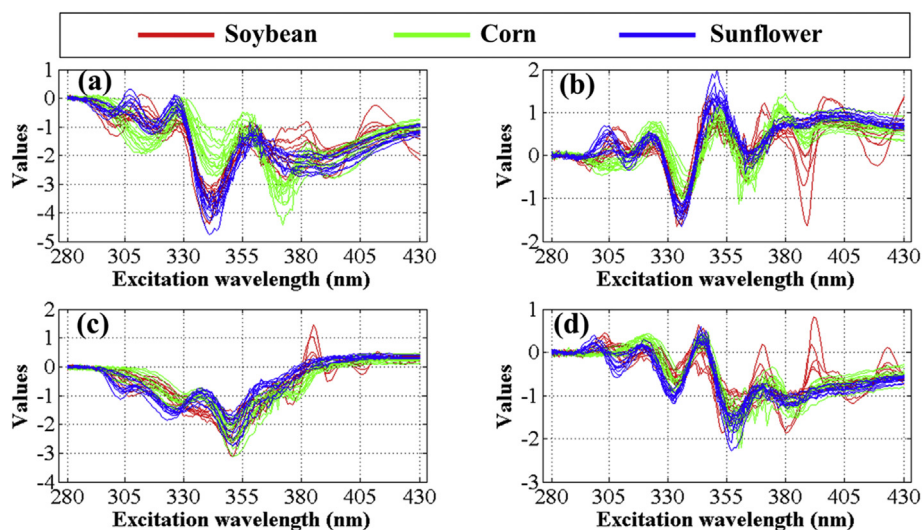 Soybean Corn Sunflower
(a)
1
0
-1
-2
-3
-4
-5
Values
280 305 330 355 380 405 430
Excitation wavelength (nm)
(b)
2
1
0
-1
-2
Values
280 305 330 355 360 405 430
Excitation wavelength (nm)
(c)
2
1
0
-1
-2
-3
-4
Values
280 305 330 355 380 405 430
Excitation wavelength (nm)
(d)
1
0
-1
-2
-3
Values
280 305 330 355 380 405 430
Excitation wavelength (nm)